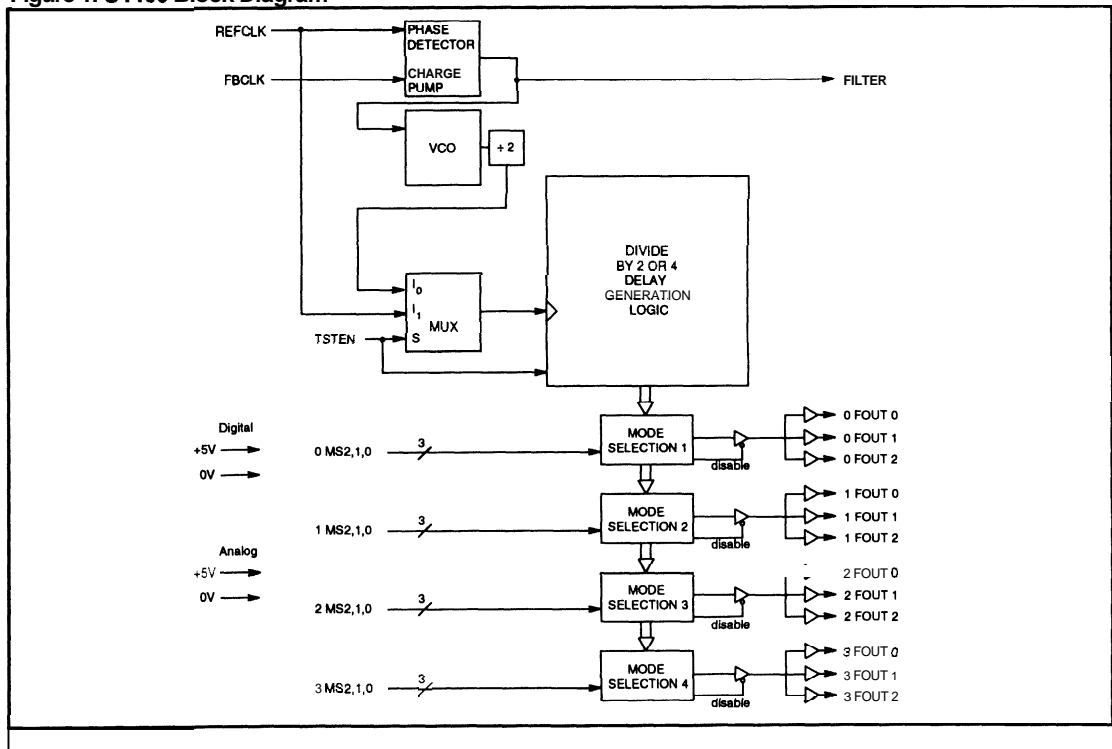 REFCLK
PHASE
DETECTOR
FBCLK
CHARGE
PUMP
FILTER
VCO
÷ 2
DIVIDE
BY 2 OR 4
DELAY
GENERATION
LOGIC
I0
I1
MUX
TSTEN
S
Digital
+5V
0V
0 MS2,1,0
3
MODE
SELECTION 1
disable
0 FOUT 0
0 FOUT 1
0 FOUT 2
1 MS2,1,0
3
MODE
SELECTION 2
disable
1 FOUT 0
1 FOUT 1
1 FOUT 2
Analog
+5V
0V
2 MS2,1,0
3
MODE
SELECTION 3
disable
2 FOUT 0
2 FOUT 1
2 FOUT 2
3 MS2,1,0
3
MODE
SELECTION 4
disable
3 FOUT 0
3 FOUT 1
3 FOUT 2